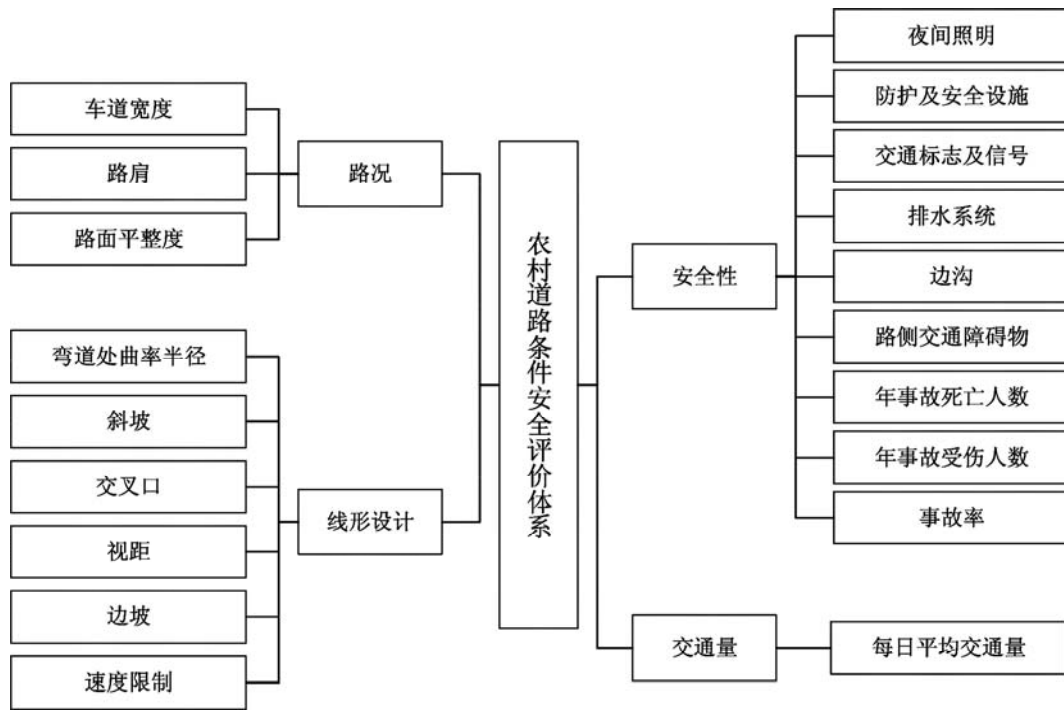 车道宽度
路肩
路面平整度
路况
弯道处曲率半径
斜坡
交叉口
视距
边坡
速度限制
线形设计
农村道路条件安全评价体系
安全性
夜间照明
防护及安全设施
交通标志及信号
排水系统
边沟
路侧交通障碍物
年事故死亡人数
年事故受伤人数
事故率
交通量
每日平均交通量